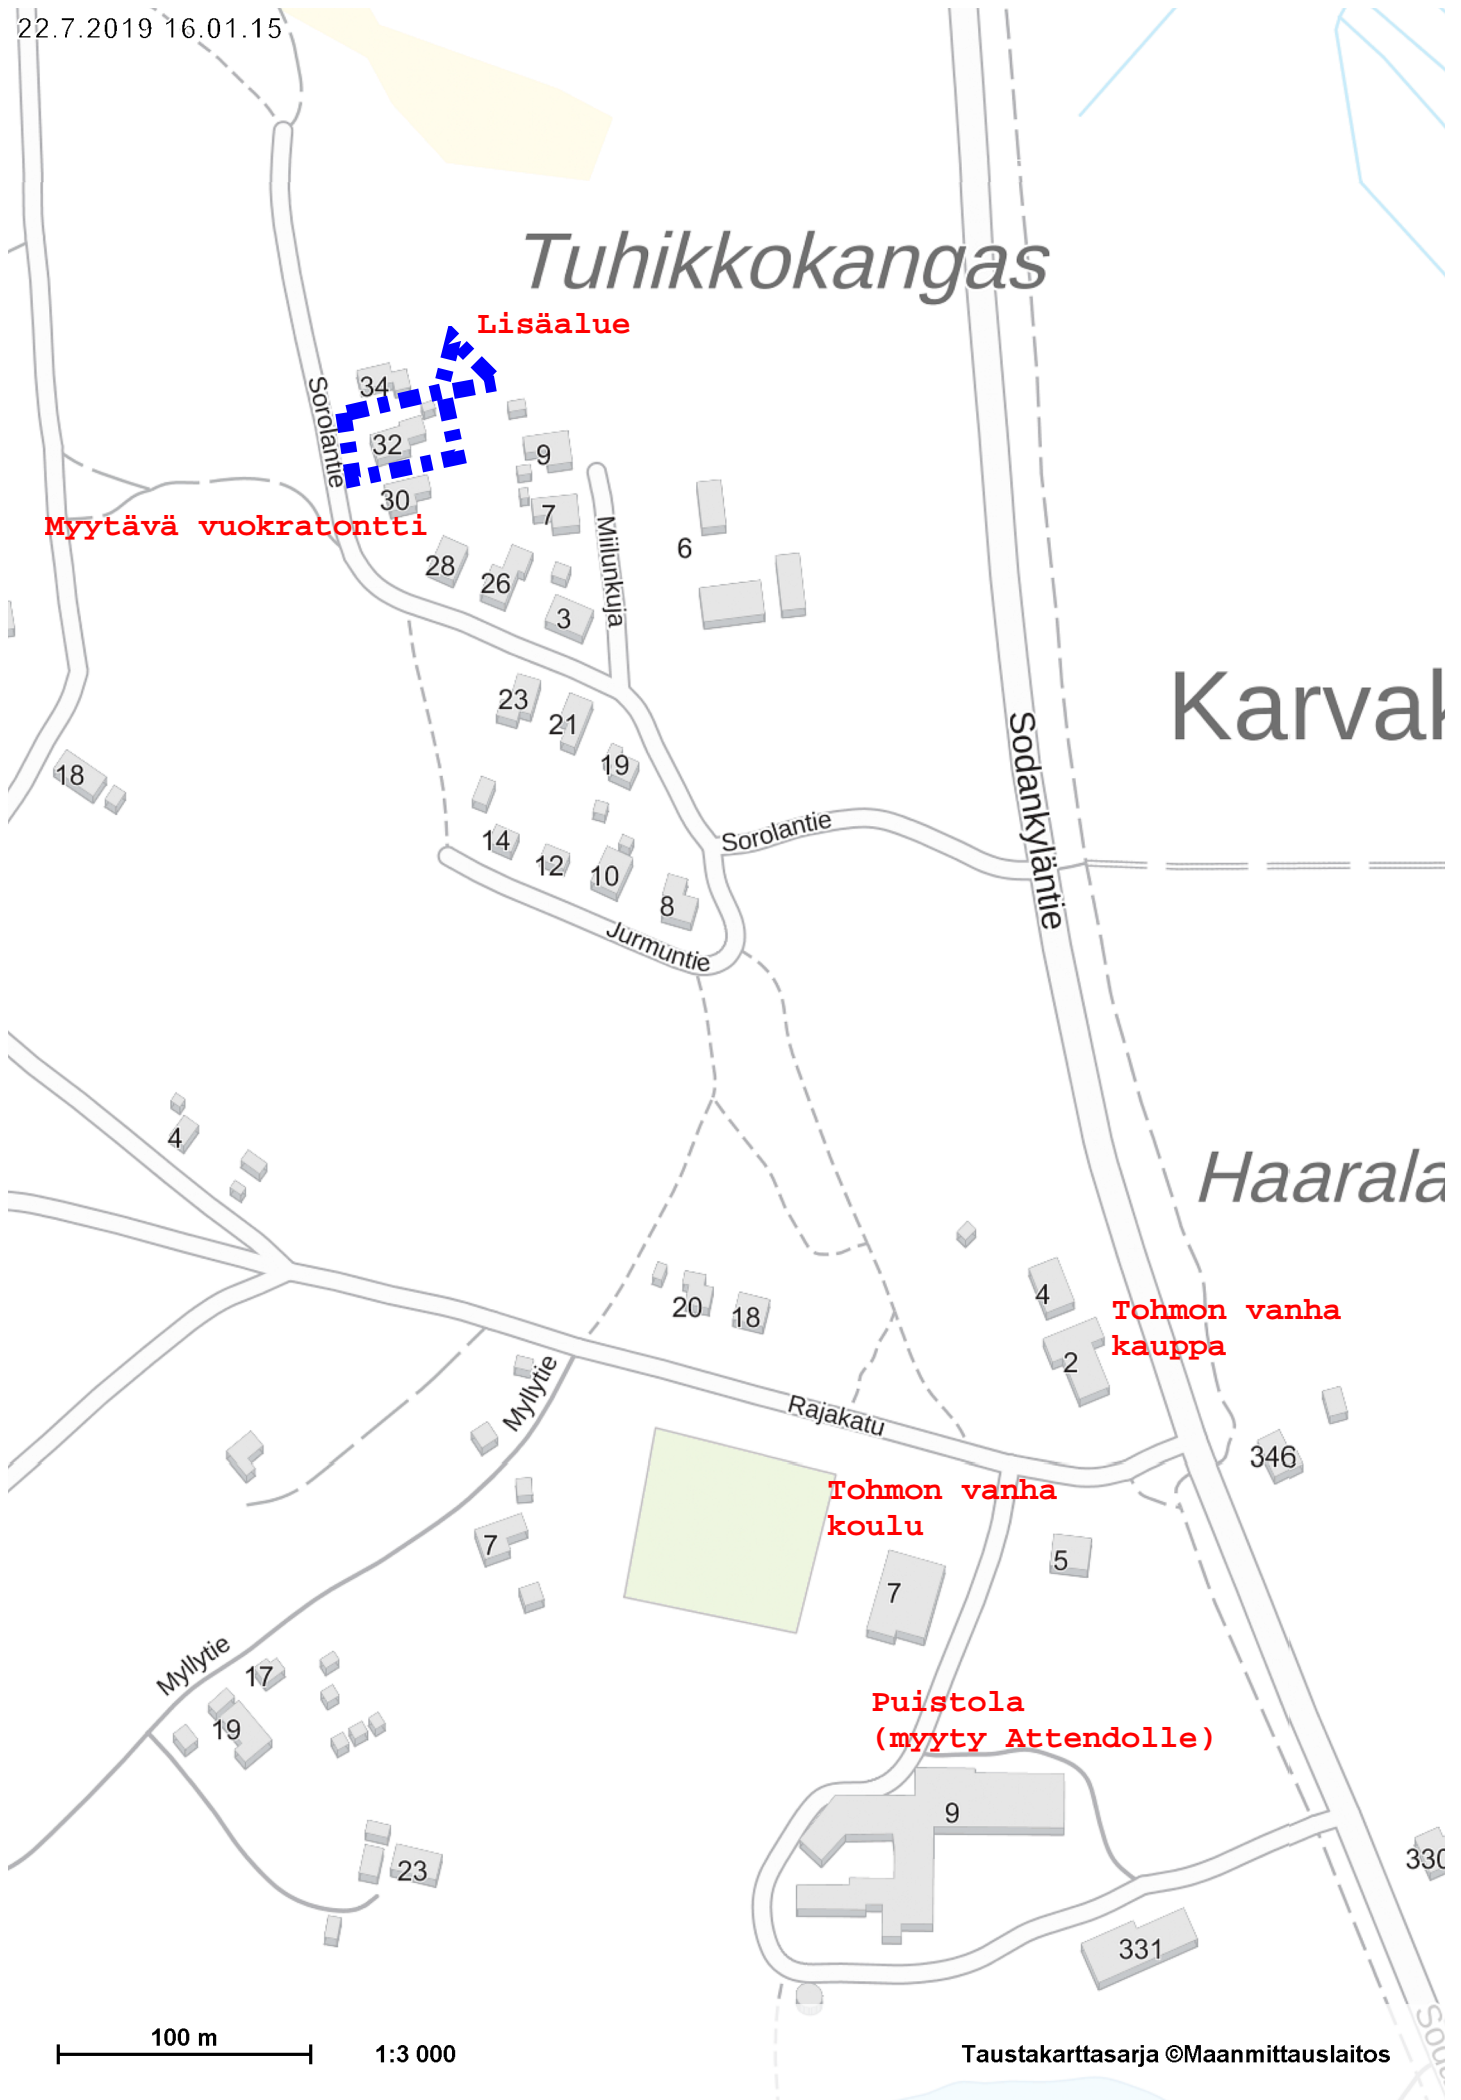 22.7.2019 16.01.15
Tuhikkokangas
Lisäalue
34
Sorolantie
32
9
30
7
Myytävä vuokratontti
Miilunkuja
6
28
26
3
23
21
Karvak
Sodankyläntie
19
18
Sorolantie
14
12
10
8
Jurmuntie
4
Haarala
4
Tohmon vanha
kauppa
20
18
2
Myllytie
Rajakatu
346
Tohmon vanha
koulu
7
5
7
Myllytie
17
19
Puistola
(myyty Attendolle)
9
23
330
331
100 m
1:3 000
Taustakarttasarja ©Maanmittauslaitos